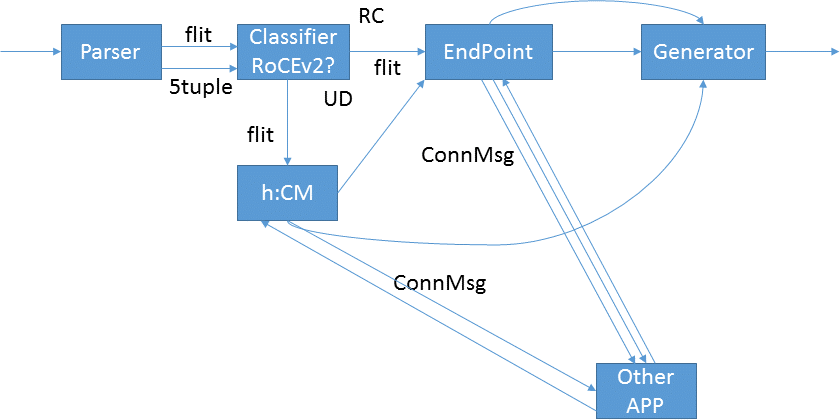 RC
flit
Parser
Classifier
RoCEv2?
EndPoint
Generator
flit
5tuple
UD
flit
ConnMsg
h:CM
ConnMsg
Other
APP